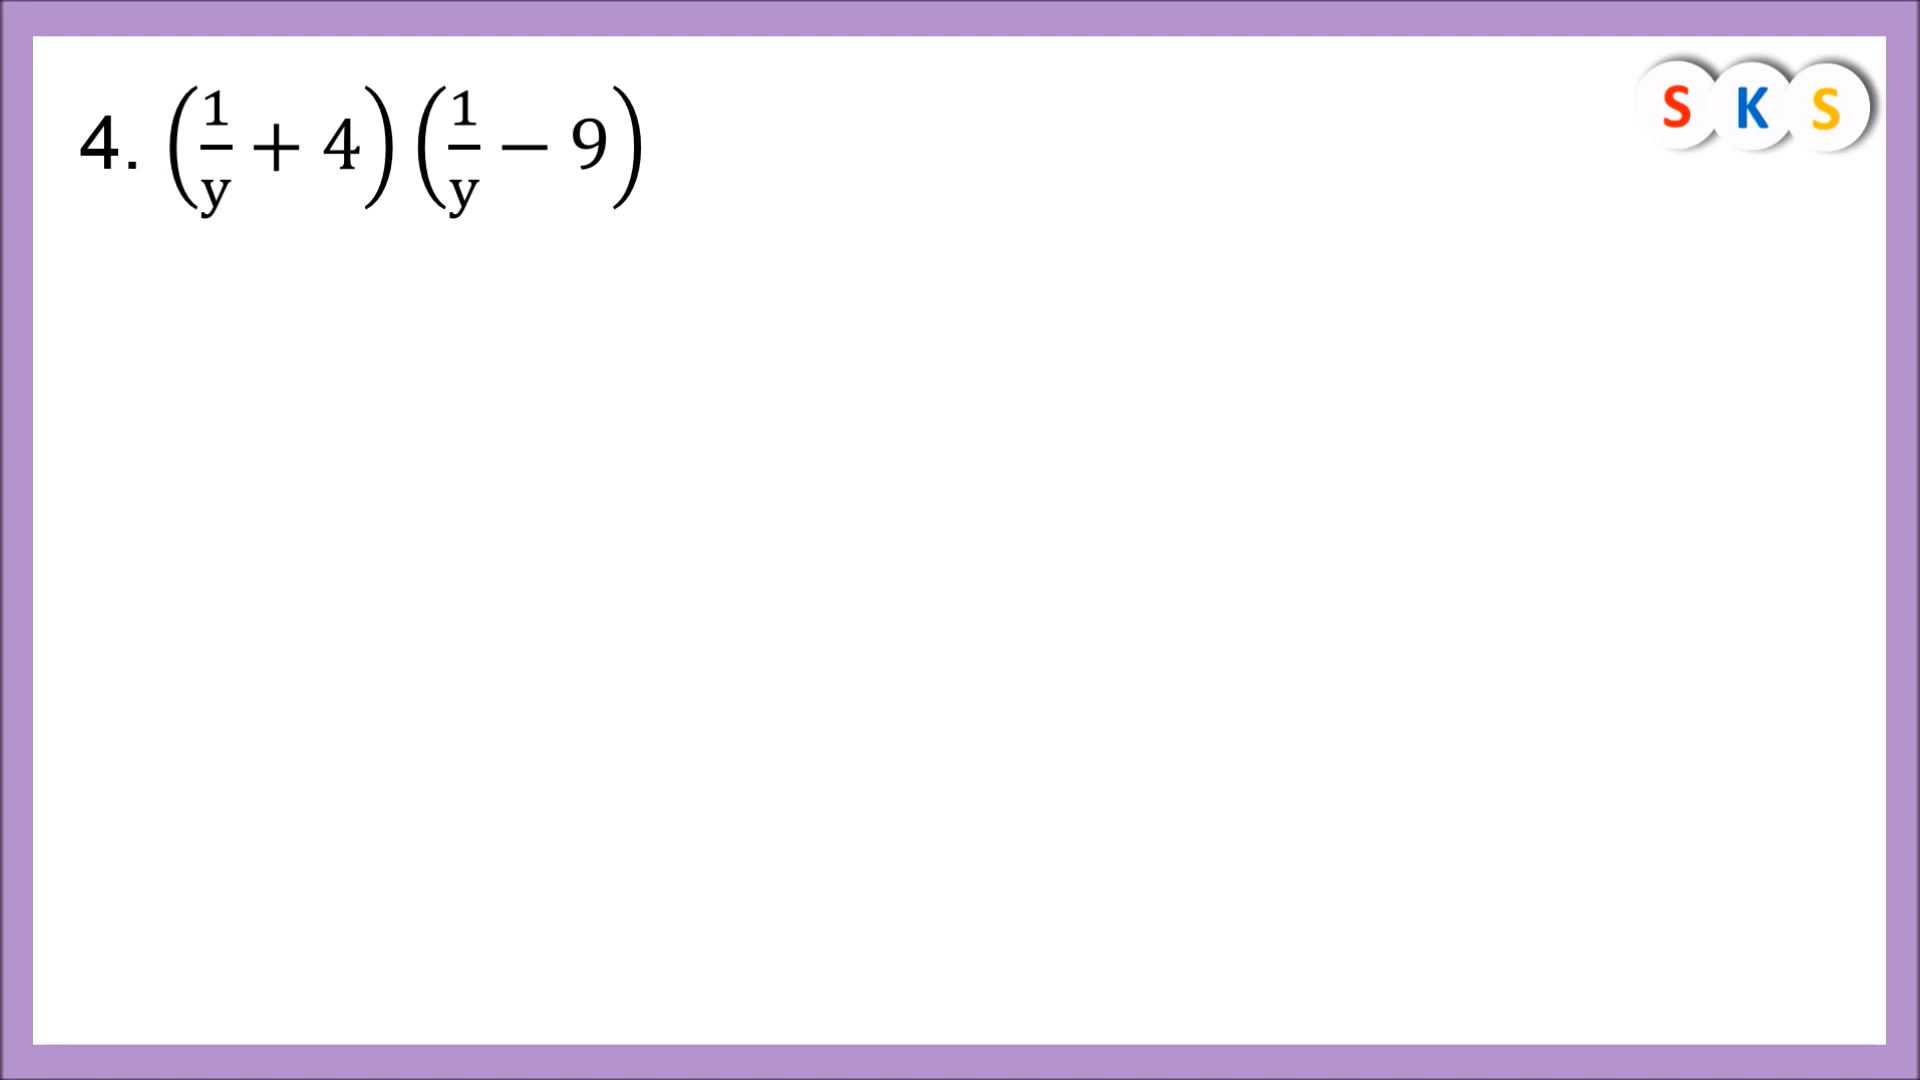 4. (1/y + 4)(1/y − 9)
S K S